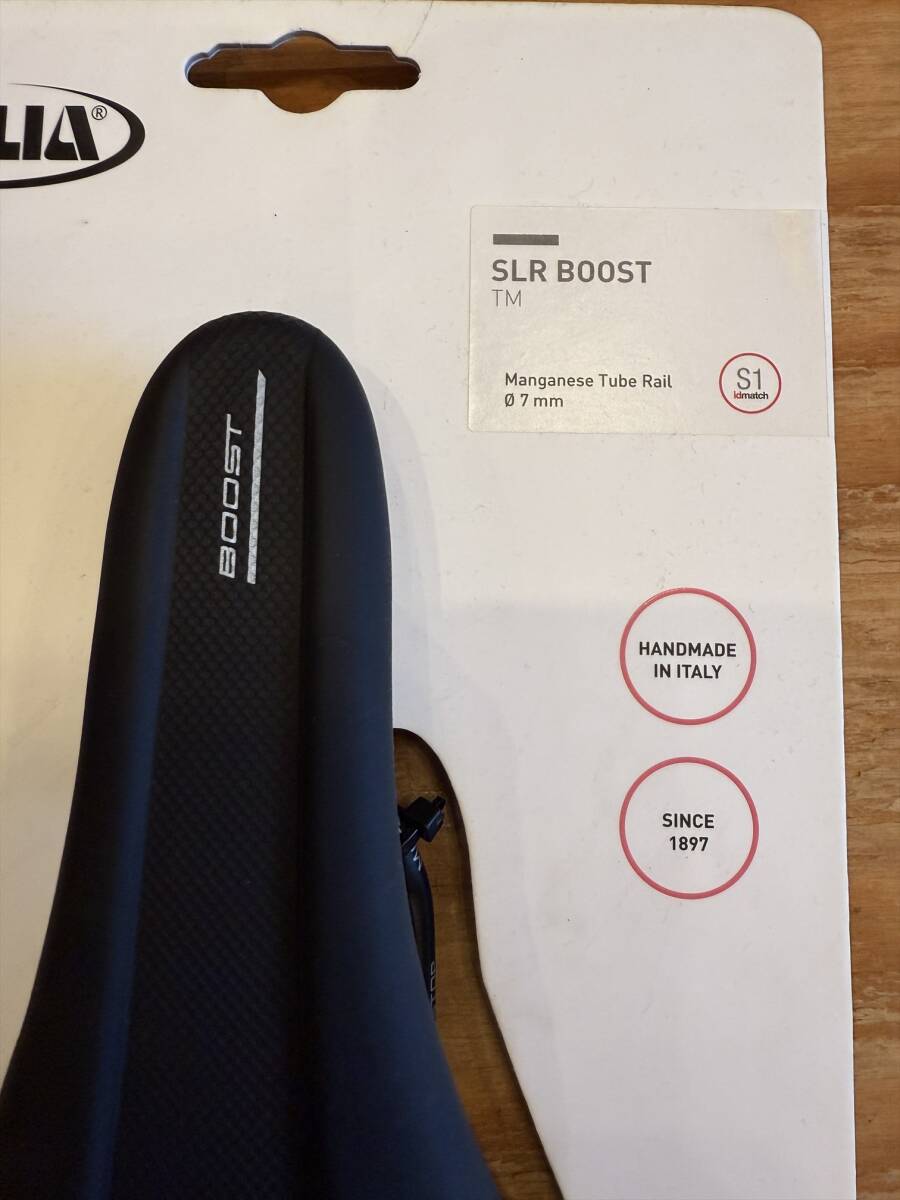 LIA®
SLR BOOST
TM
Manganese Tube Rail
Ø 7 mm
S1
idmatch
BOOST
HANDMADE
IN ITALY
SINCE
1897